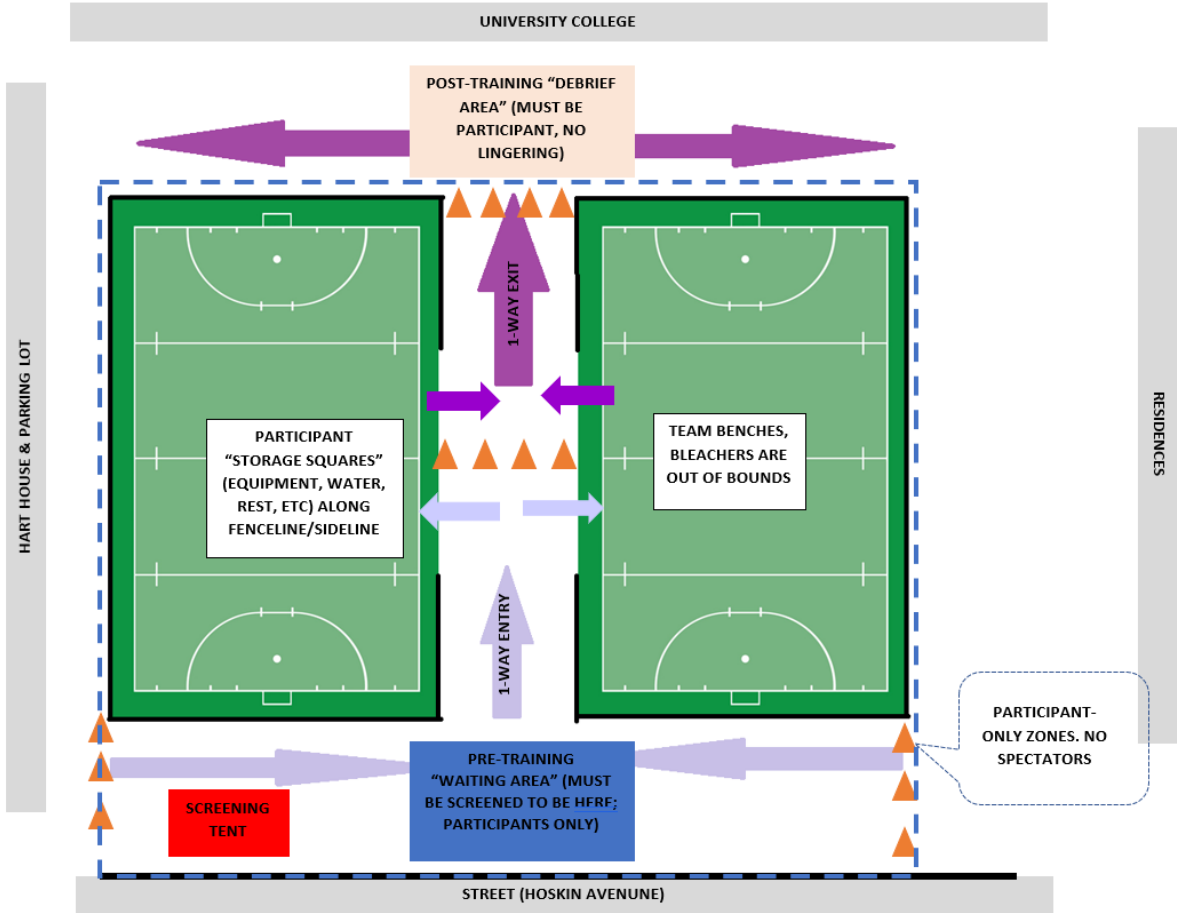 UNIVERSITY COLLEGE
POST-TRAINING “DEBRIEF
AREA” (MUST BE
PARTICIPANT, NO
LINGERING)
HART HOUSE & PARKING LOT
RESIDENCES
1-WAY EXIT
PARTICIPANT
“STORAGE SQUARES”
(EQUIPMENT, WATER,
REST, ETC) ALONG
FENCELINE/SIDELINE
TEAM BENCHES,
BLEACHERS ARE
OUT OF BOUNDS
1-WAY ENTRY
PARTICIPANT-
ONLY ZONES. NO
SPECTATORS
PRE-TRAINING
“WAITING AREA” (MUST
BE SCREENED TO BE HERE;
PARTICIPANTS ONLY)
SCREENING
TENT
STREET (HOSKIN AVENUNE)